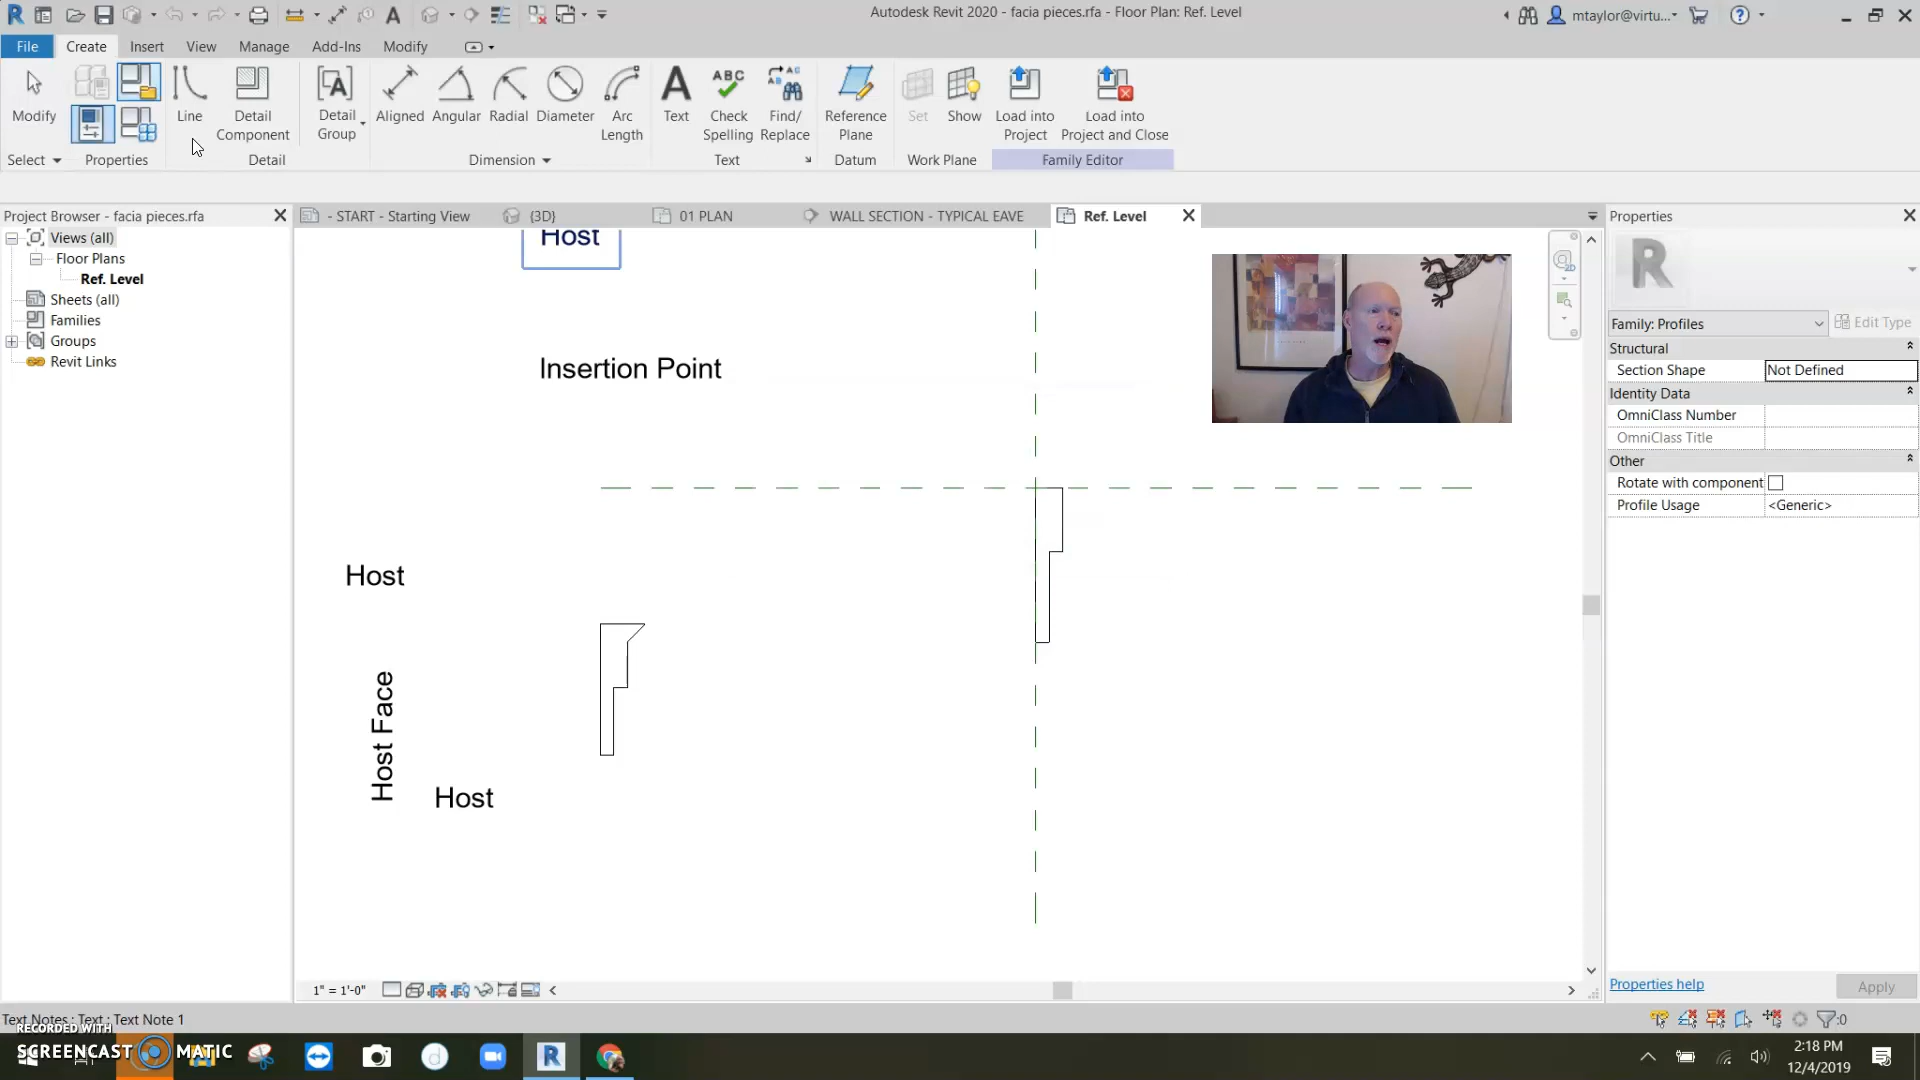 Autodesk Revit 2020 - facia pieces.rfa - Floor Plan: Ref. Level
mtaylor@virtu...
File Create Insert View Manage Add-Ins Modify
Modify
Line
Detail Component
Detail Group
Aligned
Angular
Radial
Diameter
Arc Length
A
Text
ABC
Check Spelling
Find/ Replace
Reference Plane
Set
Show
Load into Project
Load into Project and Close
Select Properties Detail Dimension Text Datum Work Plane Family Editor
Project Browser - facia pieces.rfa
- START - Starting View {3D} 01 PLAN WALL SECTION - TYPICAL EAVE Ref. Level
Properties
Views (all)
Floor Plans
Ref. Level
Sheets (all)
Families
Groups
Revit Links
Host
Insertion Point
Host
Host Face
Host
R
Family: Profiles
Edit Type
Structural
Section Shape Not Defined
Identity Data
OmniClass Number
OmniClass Title
Other
Rotate with component
Profile Usage <Generic>
Properties help
Apply
1" = 1'-0"
Text Notes : Text : Text Note 1
:0
RECORDED WITH
SCREENCAST MATIC
2:18 PM
12/4/2019